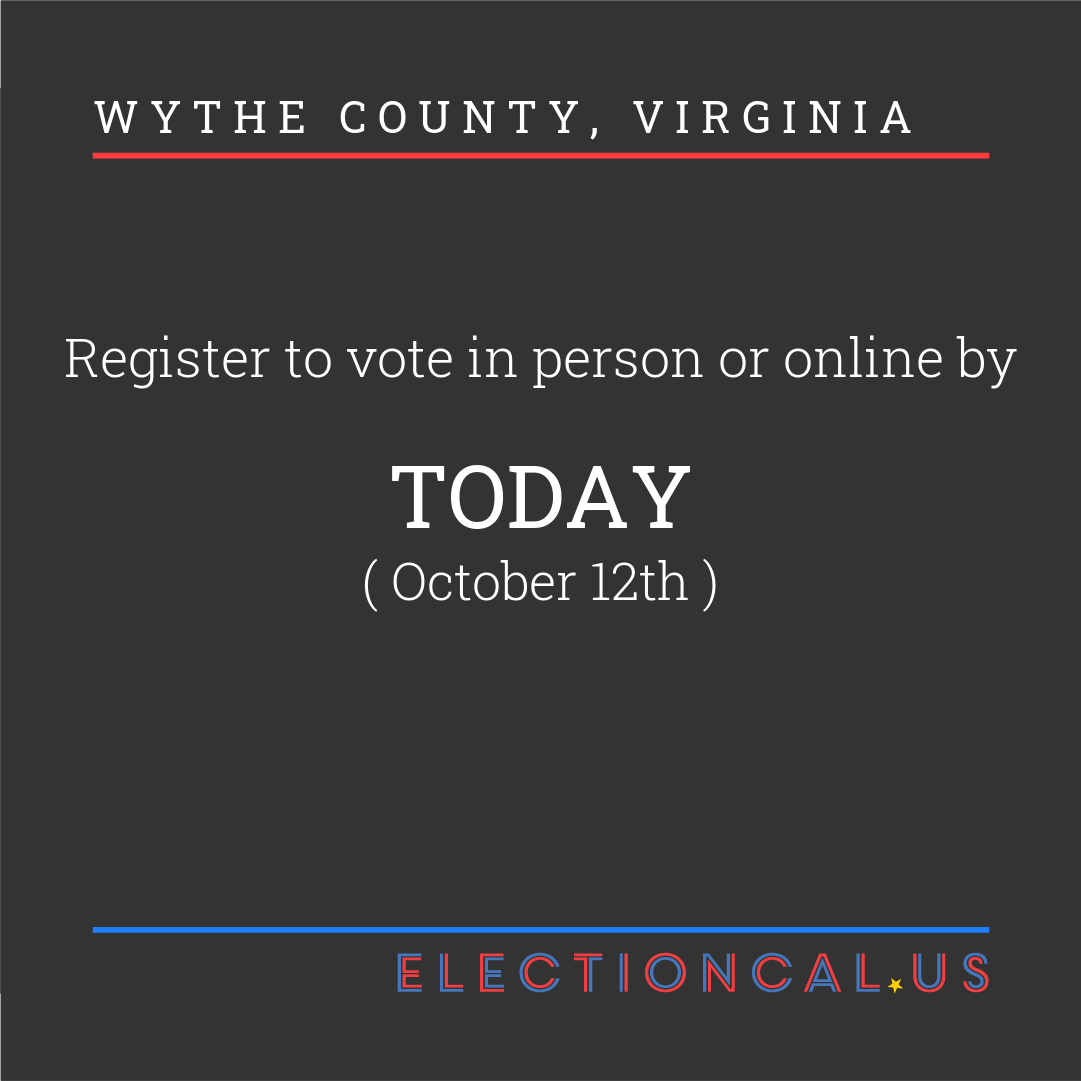 WYTHE COUNTY, VIRGINIA
Register to vote in person or online by
TODAY
( October 12th )
ELECTIONCAL.US